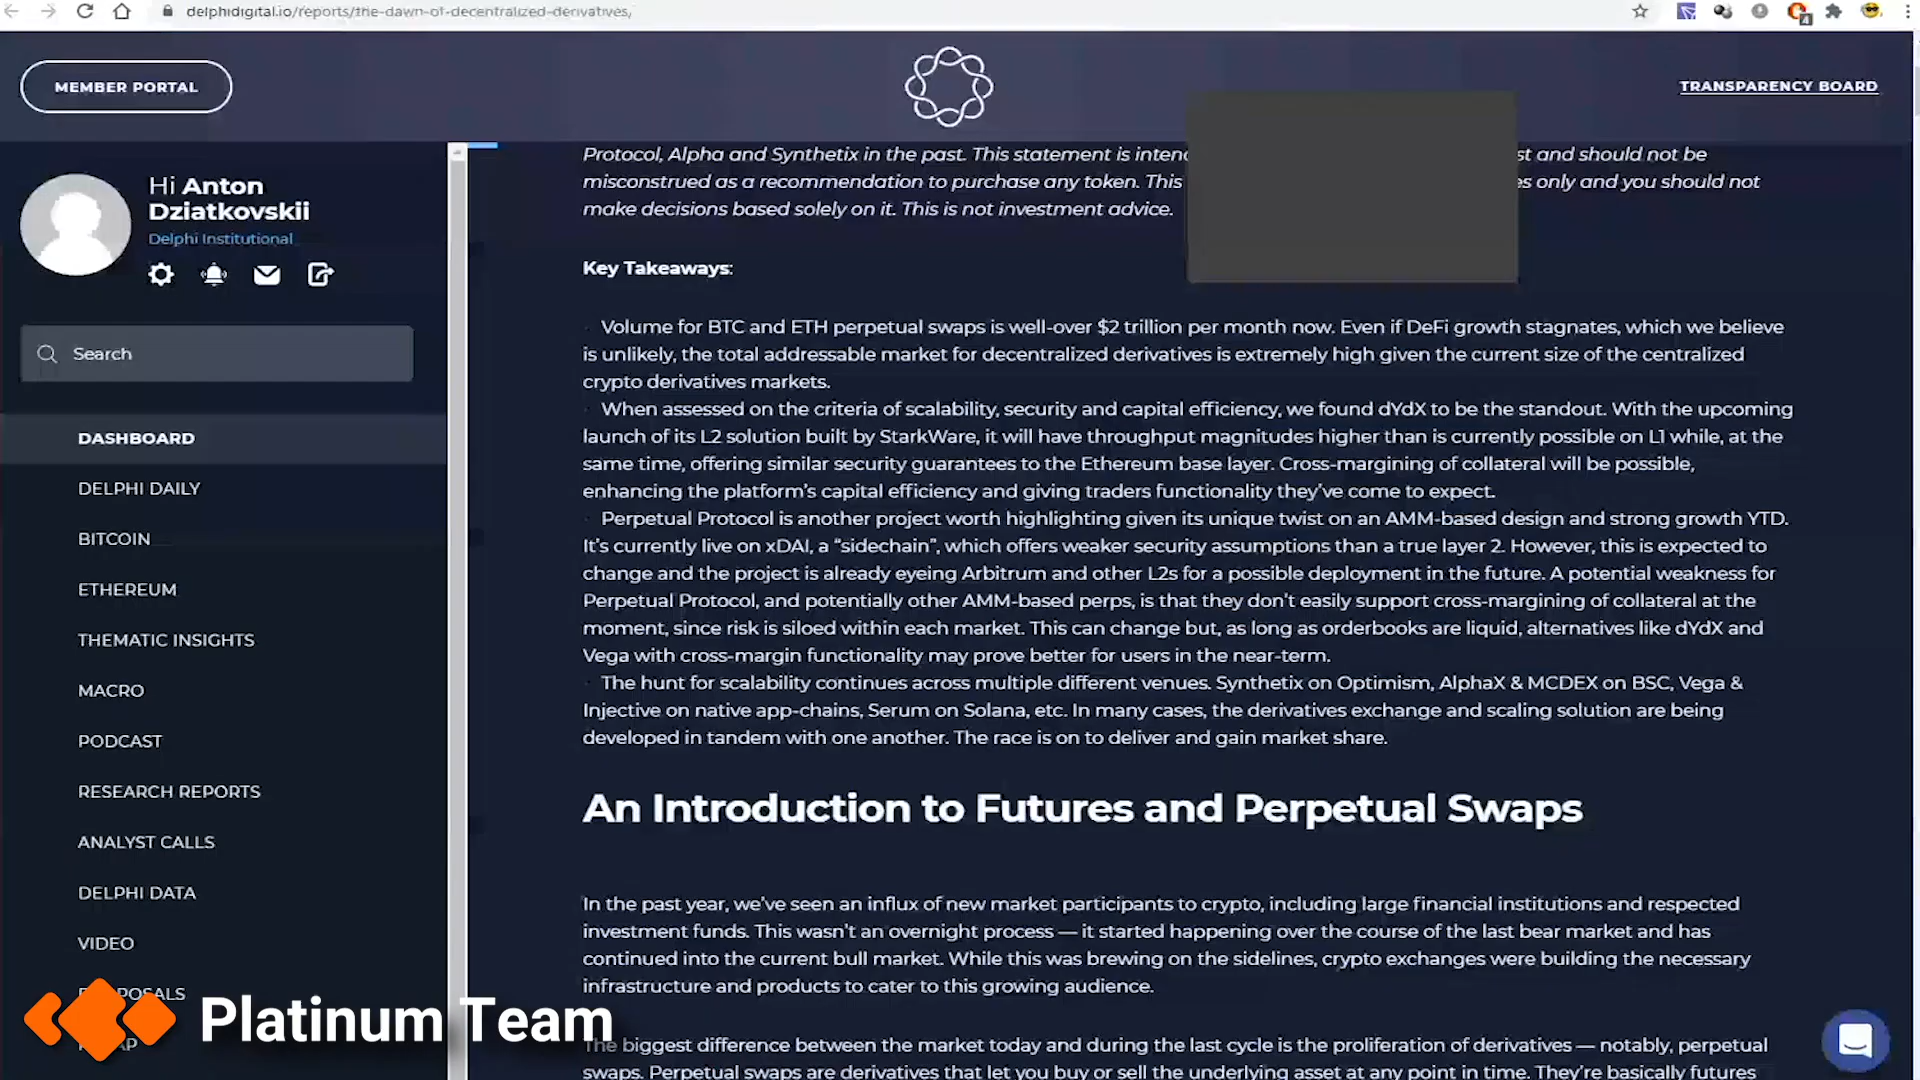 delphidigital.io/reports/the-dawn-of-decentralized-derivatives/
MEMBER PORTAL
TRANSPARENCY BOARD
Hi Anton
Dziatkovskii
Delphi Institutional
Search
DASHBOARD
DELPHI DAILY
BITCOIN
ETHEREUM
THEMATIC INSIGHTS
MACRO
PODCAST
RESEARCH REPORTS
ANALYST CALLS
DELPHI DATA
VIDEO
Protocol, Alpha and Synthetix in the past. This statement is st and should not be
misconstrued as a recommendation to purchase any token. This only and you should not
make decisions based solely on it. This is not investment advice.
Key Takeaways:
Volume for BTC and ETH perpetual swaps is well-over $2 trillion per month now. Even if DeFi growth stagnates, which we believe
is unlikely, the total addressable market for decentralized derivatives is extremely high given the current size of the centralized
crypto derivatives markets.
When assessed on the criteria of scalability, security and capital efficiency, we found dYdX to be the standout. With the upcoming
launch of its L2 solution built by StarkWare, it will have throughput magnitudes higher than is currently possible on L1 while, at the
same time, offering similar security guarantees to the Ethereum base layer. Cross-margining of collateral will be possible,
enhancing the platform's capital efficiency and giving traders functionality they've come to expect.
Perpetual Protocol is another project worth highlighting given its unique twist on an AMM-based design and strong growth YTD.
It's currently live on xDAI, a “sidechain”, which offers weaker security assumptions than a true layer 2. However, this is expected to
change and the project is already eyeing Arbitrum and other L2s for a possible deployment in the future. A potential weakness for
Perpetual Protocol, and potentially other AMM-based perps, is that they don't easily support cross-margining of collateral at the
moment, since risk is siloed within each market. This can change but, as long as orderbooks are liquid, alternatives like dYdX and
Vega with cross-margin functionality may prove better for users in the near-term.
The hunt for scalability continues across multiple different venues. Synthetix on Optimism, AlphaX & MCDEX on BSC, Vega &
Injective on native app-chains, Serum on Solana, etc. In many cases, the derivatives exchange and scaling solution are being
developed in tandem with one another. The race is on to deliver and gain market share.
An Introduction to Futures and Perpetual Swaps
In the past year, we've seen an influx of new market participants to crypto, including large financial institutions and respected
investment funds. This wasn't an overnight process — it started happening over the course of the last bear market and has
continued into the current bull market. While this was brewing on the sidelines, crypto exchanges were building the necessary
infrastructure and products to cater to this growing audience.
The biggest difference between the market today and during the last cycle is the proliferation of derivatives — notably, perpetual
swaps. Perpetual swaps are derivatives that let you buy or sell the underlying asset at any point in time. They're basically futures
Platinum Team